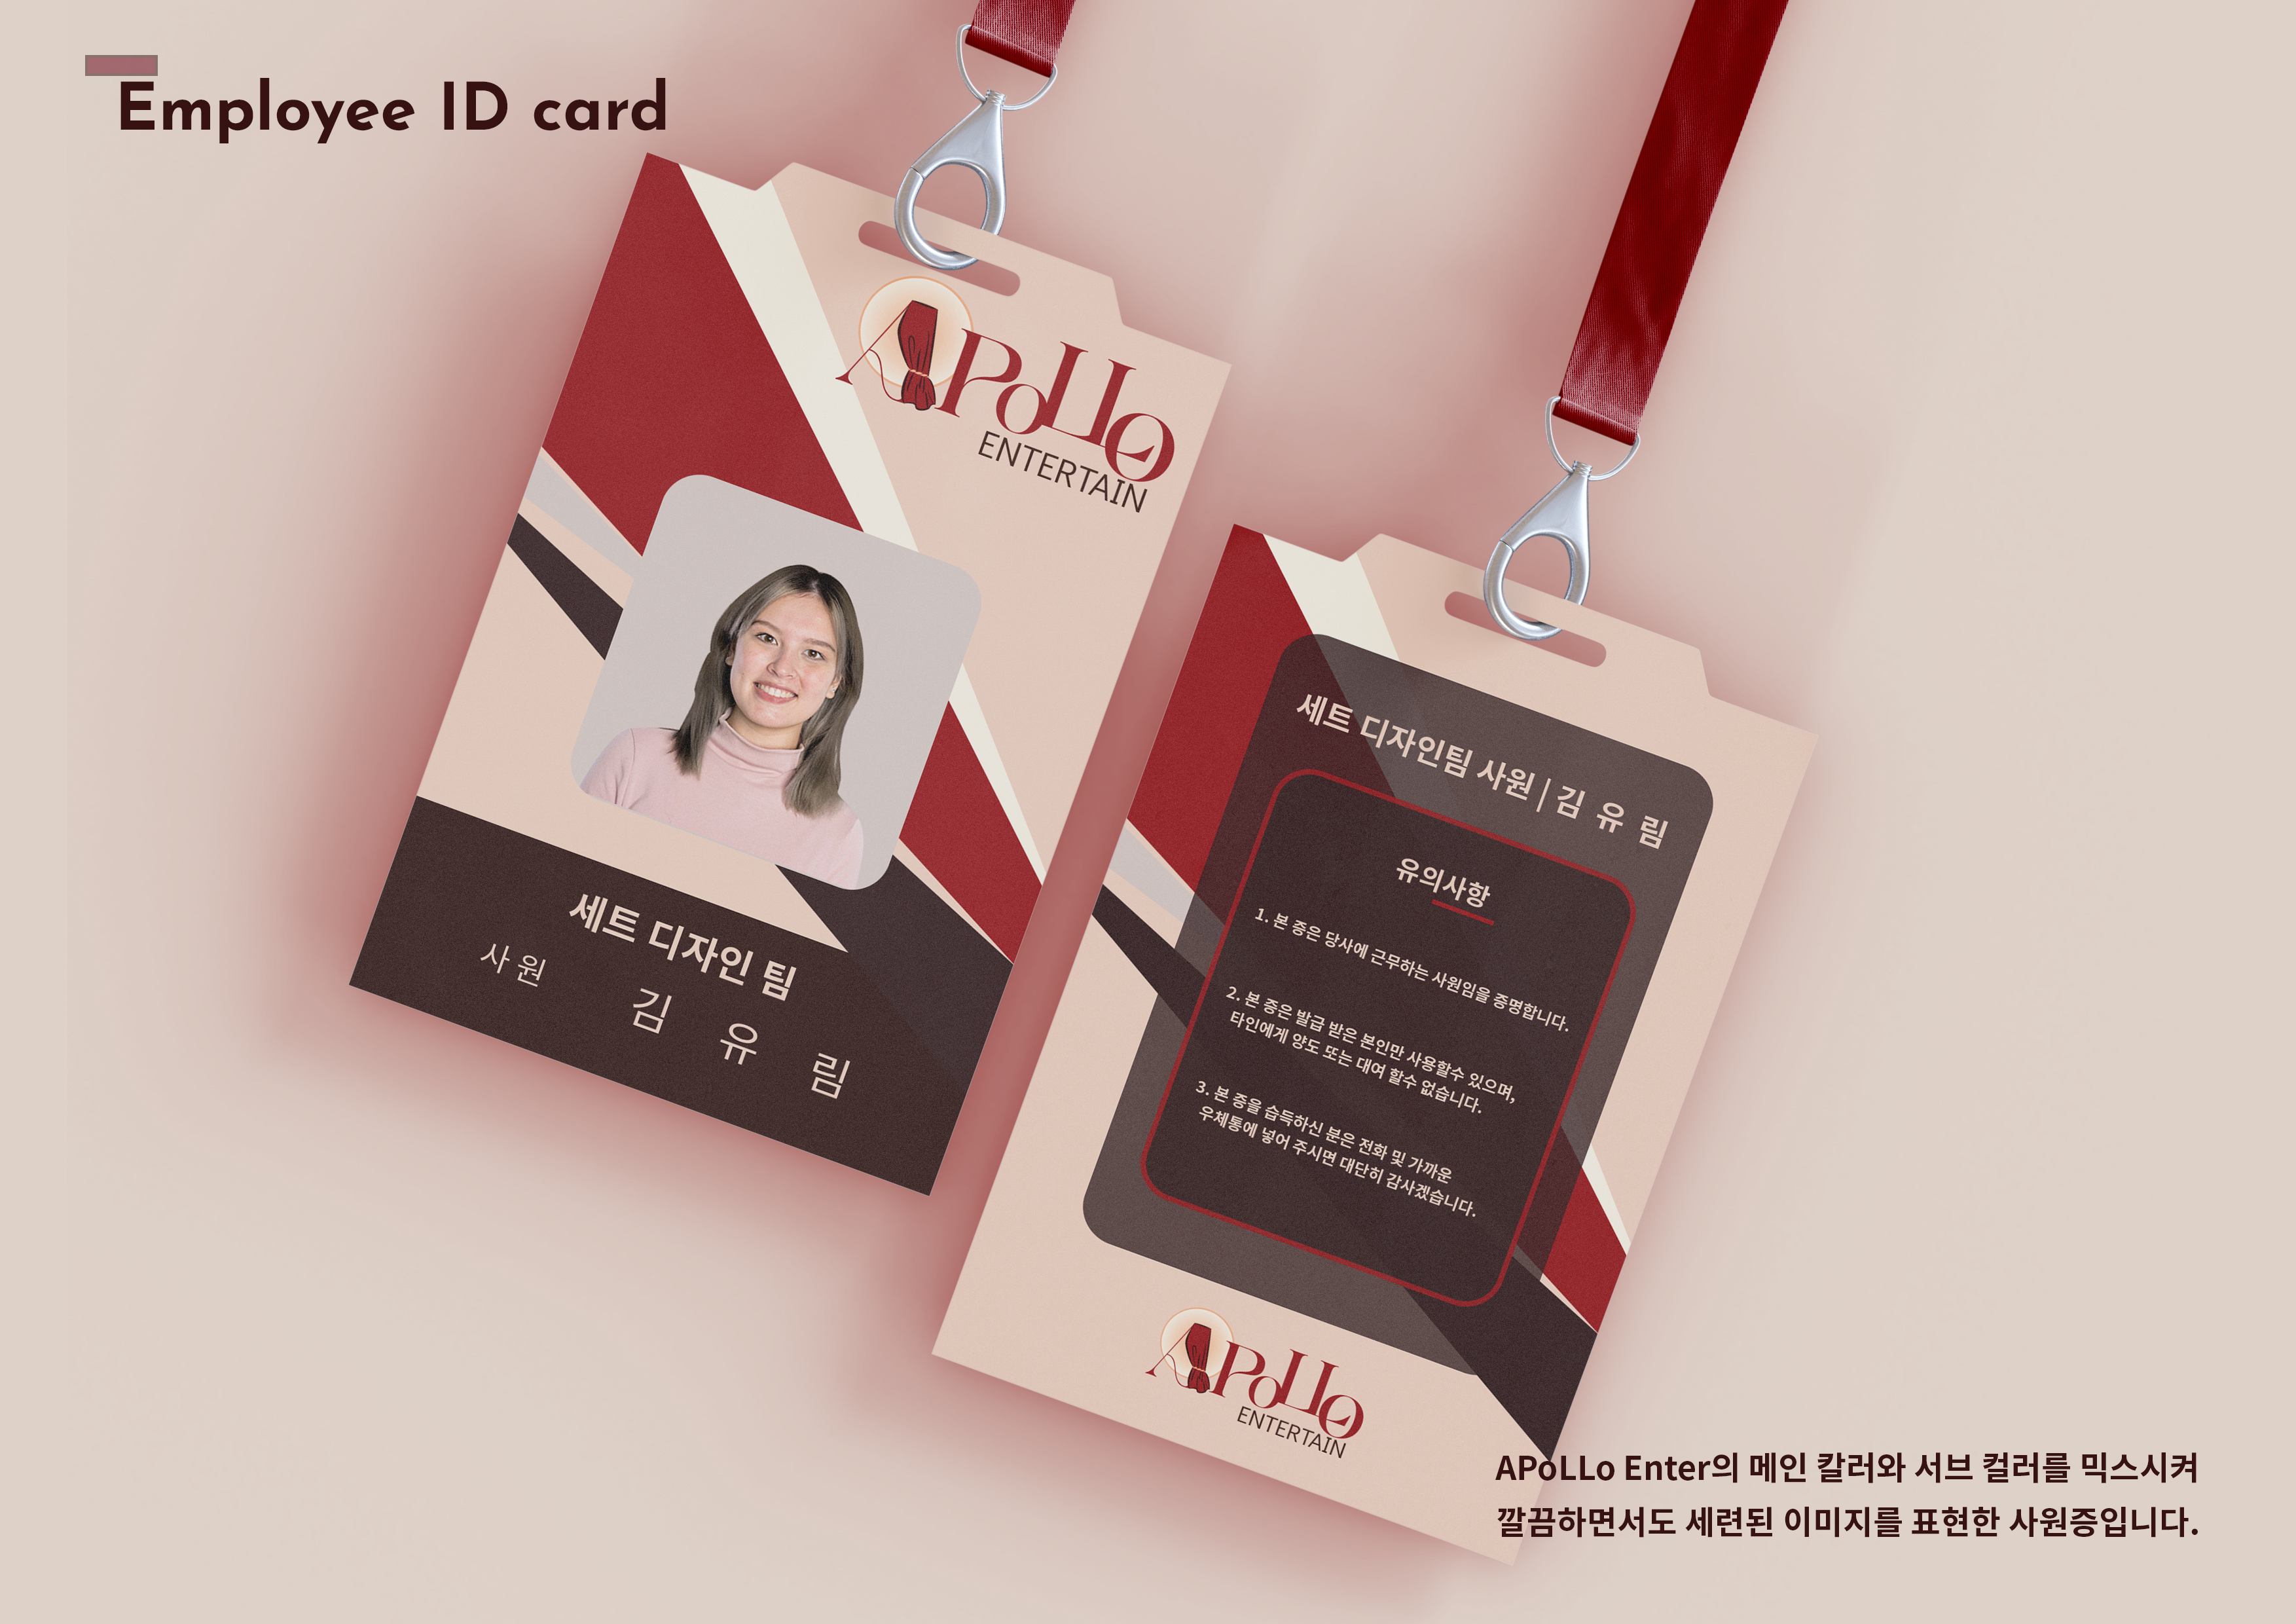 Employee ID card
APoLLo
ENTERTAIN
세트 디자인 팀
사원 김 유 림
세트 디자인팀 사원 | 김 유 림
유의사항
1. 본 증은 당사에 근무하는 사원임을 증명합니다.
2. 본 증은 발급 받은 본인만 사용할수 있으며,
타인에게 양도 또는 대여 할수 없습니다.
3. 본 증을 습득하신 분은 전화 및 가까운
우체통에 넣어 주시면 대단히 감사겠습니다.
APoLLo
ENTERTAIN
APoLLo Enter의 메인 칼러와 서브 컬러를 믹스시켜
깔끔하면서도 세련된 이미지를 표현한 사원증입니다.